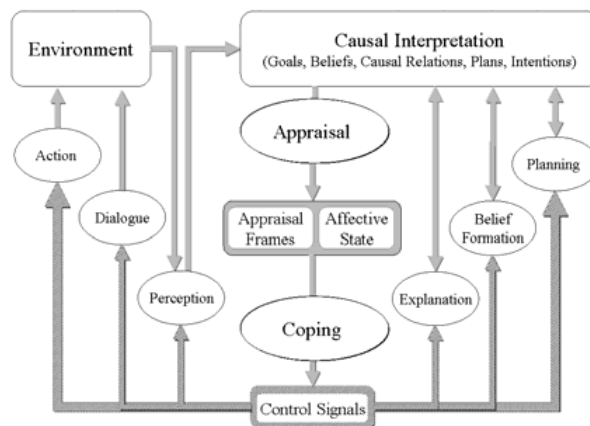 Environment
Causal Interpretation
(Goals, Beliefs, Causal Relations, Plans, Intentions)
Appraisal
Action
Planning
Dialogue
Appraisal
Frames
Affective
State
Belief
Formation
Perception
Explanation
Coping
Control Signals